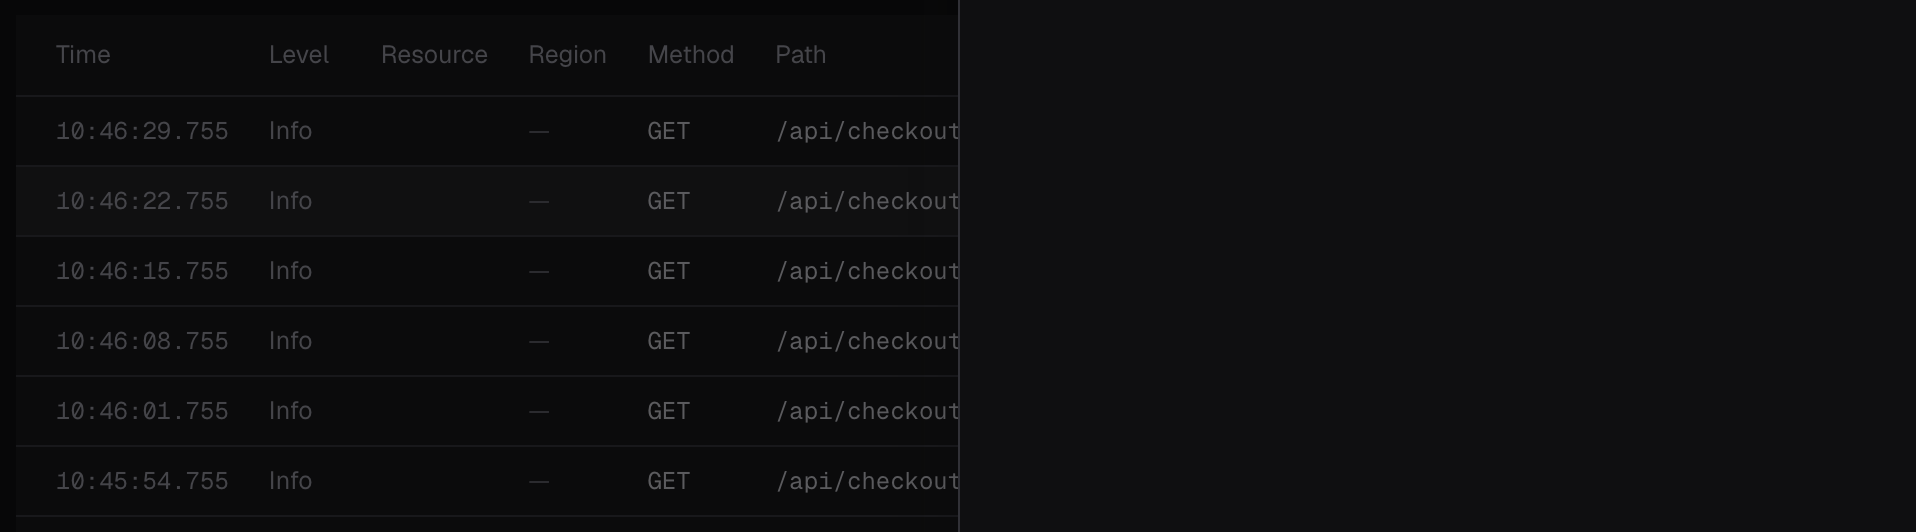 Time Level Resource Region Method Path
10:46:29.755 Info — GET /api/checkout
10:46:22.755 Info — GET /api/checkout
10:46:15.755 Info — GET /api/checkout
10:46:08.755 Info — GET /api/checkout
10:46:01.755 Info — GET /api/checkout
10:45:54.755 Info — GET /api/checkout